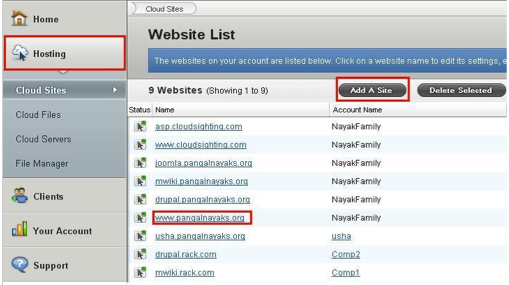 Home
Hosting
Cloud Sites
Cloud Files
Cloud Servers
File Manager
Clients
Your Account
Support
Cloud Sites
Website List
The websites on your account are listed below. Click on a website name to edit its settings,
9 Websites (Showing 1 to 9)
Add A Site
Delete Selected
Status Name Account Name
asp.cloudsighting.com NayakFamily
www.cloudsighting.com NayakFamily
joomla.pangalnayaks.org NayakFamily
mwiki.pangalnayaks.org NayakFamily
drupal.pangalnayaks.org NayakFamily
www.pangalnayaks.org NayakFamily
usha.pangalnayaks.org usha
drupal.rack.com Comp2
mwiki.rack.com Comp1